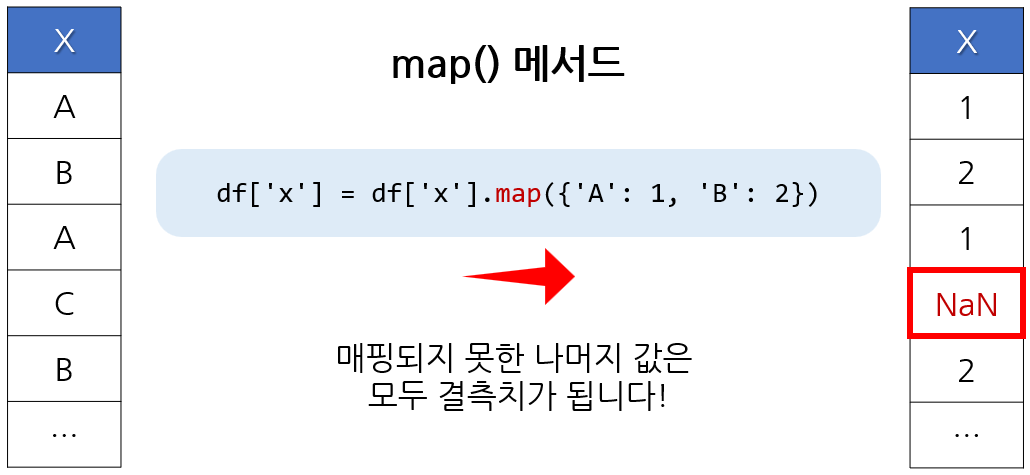 X
A
B
A
C
B
...
map() 메서드
df['x'] = df['x'].map({'A': 1, 'B': 2})
매핑되지 못한 나머지 값은
모두 결측치가 됩니다!
X
1
2
1
NaN
2
...